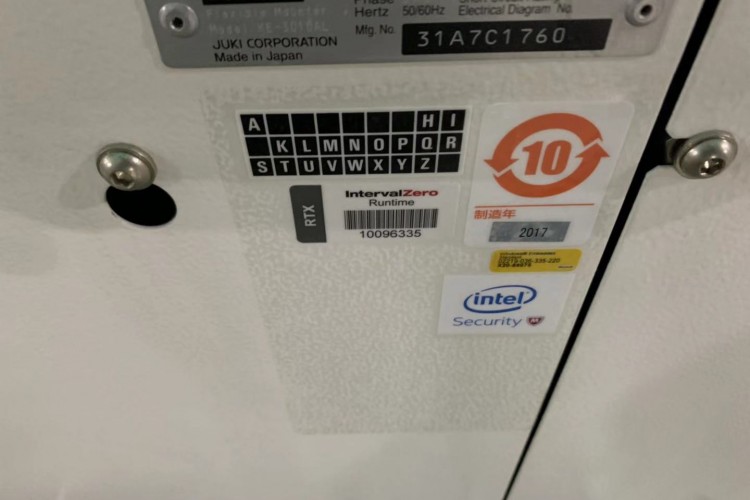 Phase
Hertz 50/60Hz Electrical Diagram No.
JUKI CORPORATION Mfg. No. 31A7C1760
Made in Japan
A H I
K L M N O P Q R
S T U V W X Y Z
RTX
IntervalZero
Runtime
10096335
10
制造年
2017
intel
Security